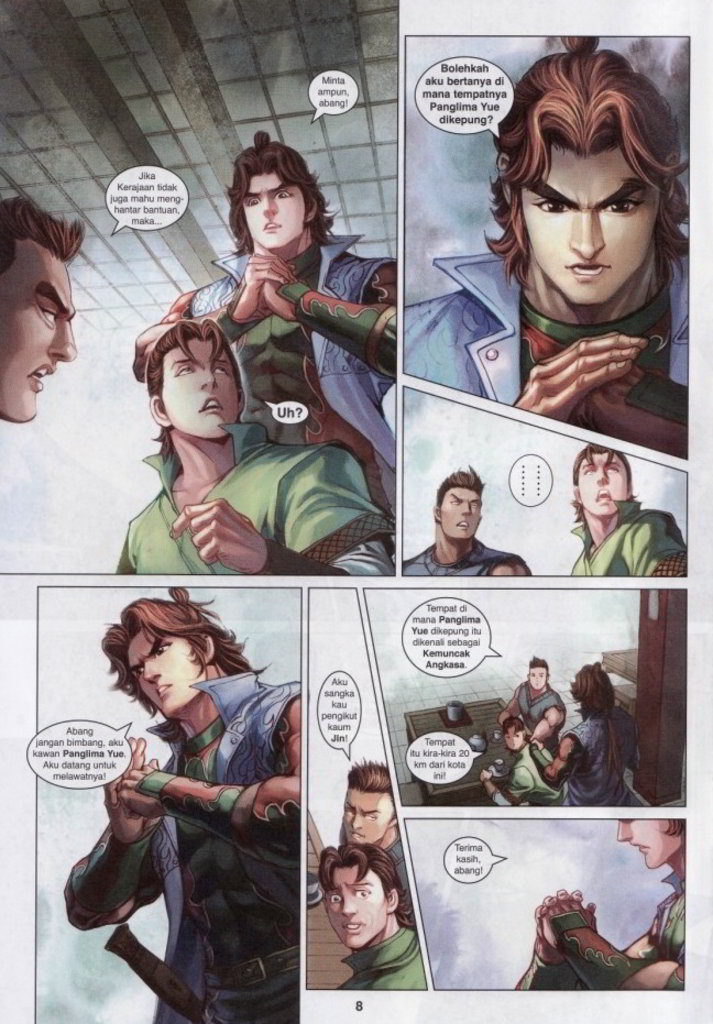 Jika
Kerajaan tidak
juga mahu meng-
hantar bantuan,
maka...
Minta
ampun,
abang!
Uh?
Bolehkah
aku bertanya di
mana tempatnya
Panglima Yue
dikepung?
Abang
jangan bimbang, aku
kawan Panglima Yue.
Aku datang untuk
melawatnya!
Aku
sangka
kau
pengikut
kaum
Jin!
Tempat di
mana Panglima
Yue dikepung itu
dikenali sebagai
Kemuncak
Angkasa.
Tempat
itu kira-kira 20
km dari kota
ini!
Terima
kasih,
abang!
8